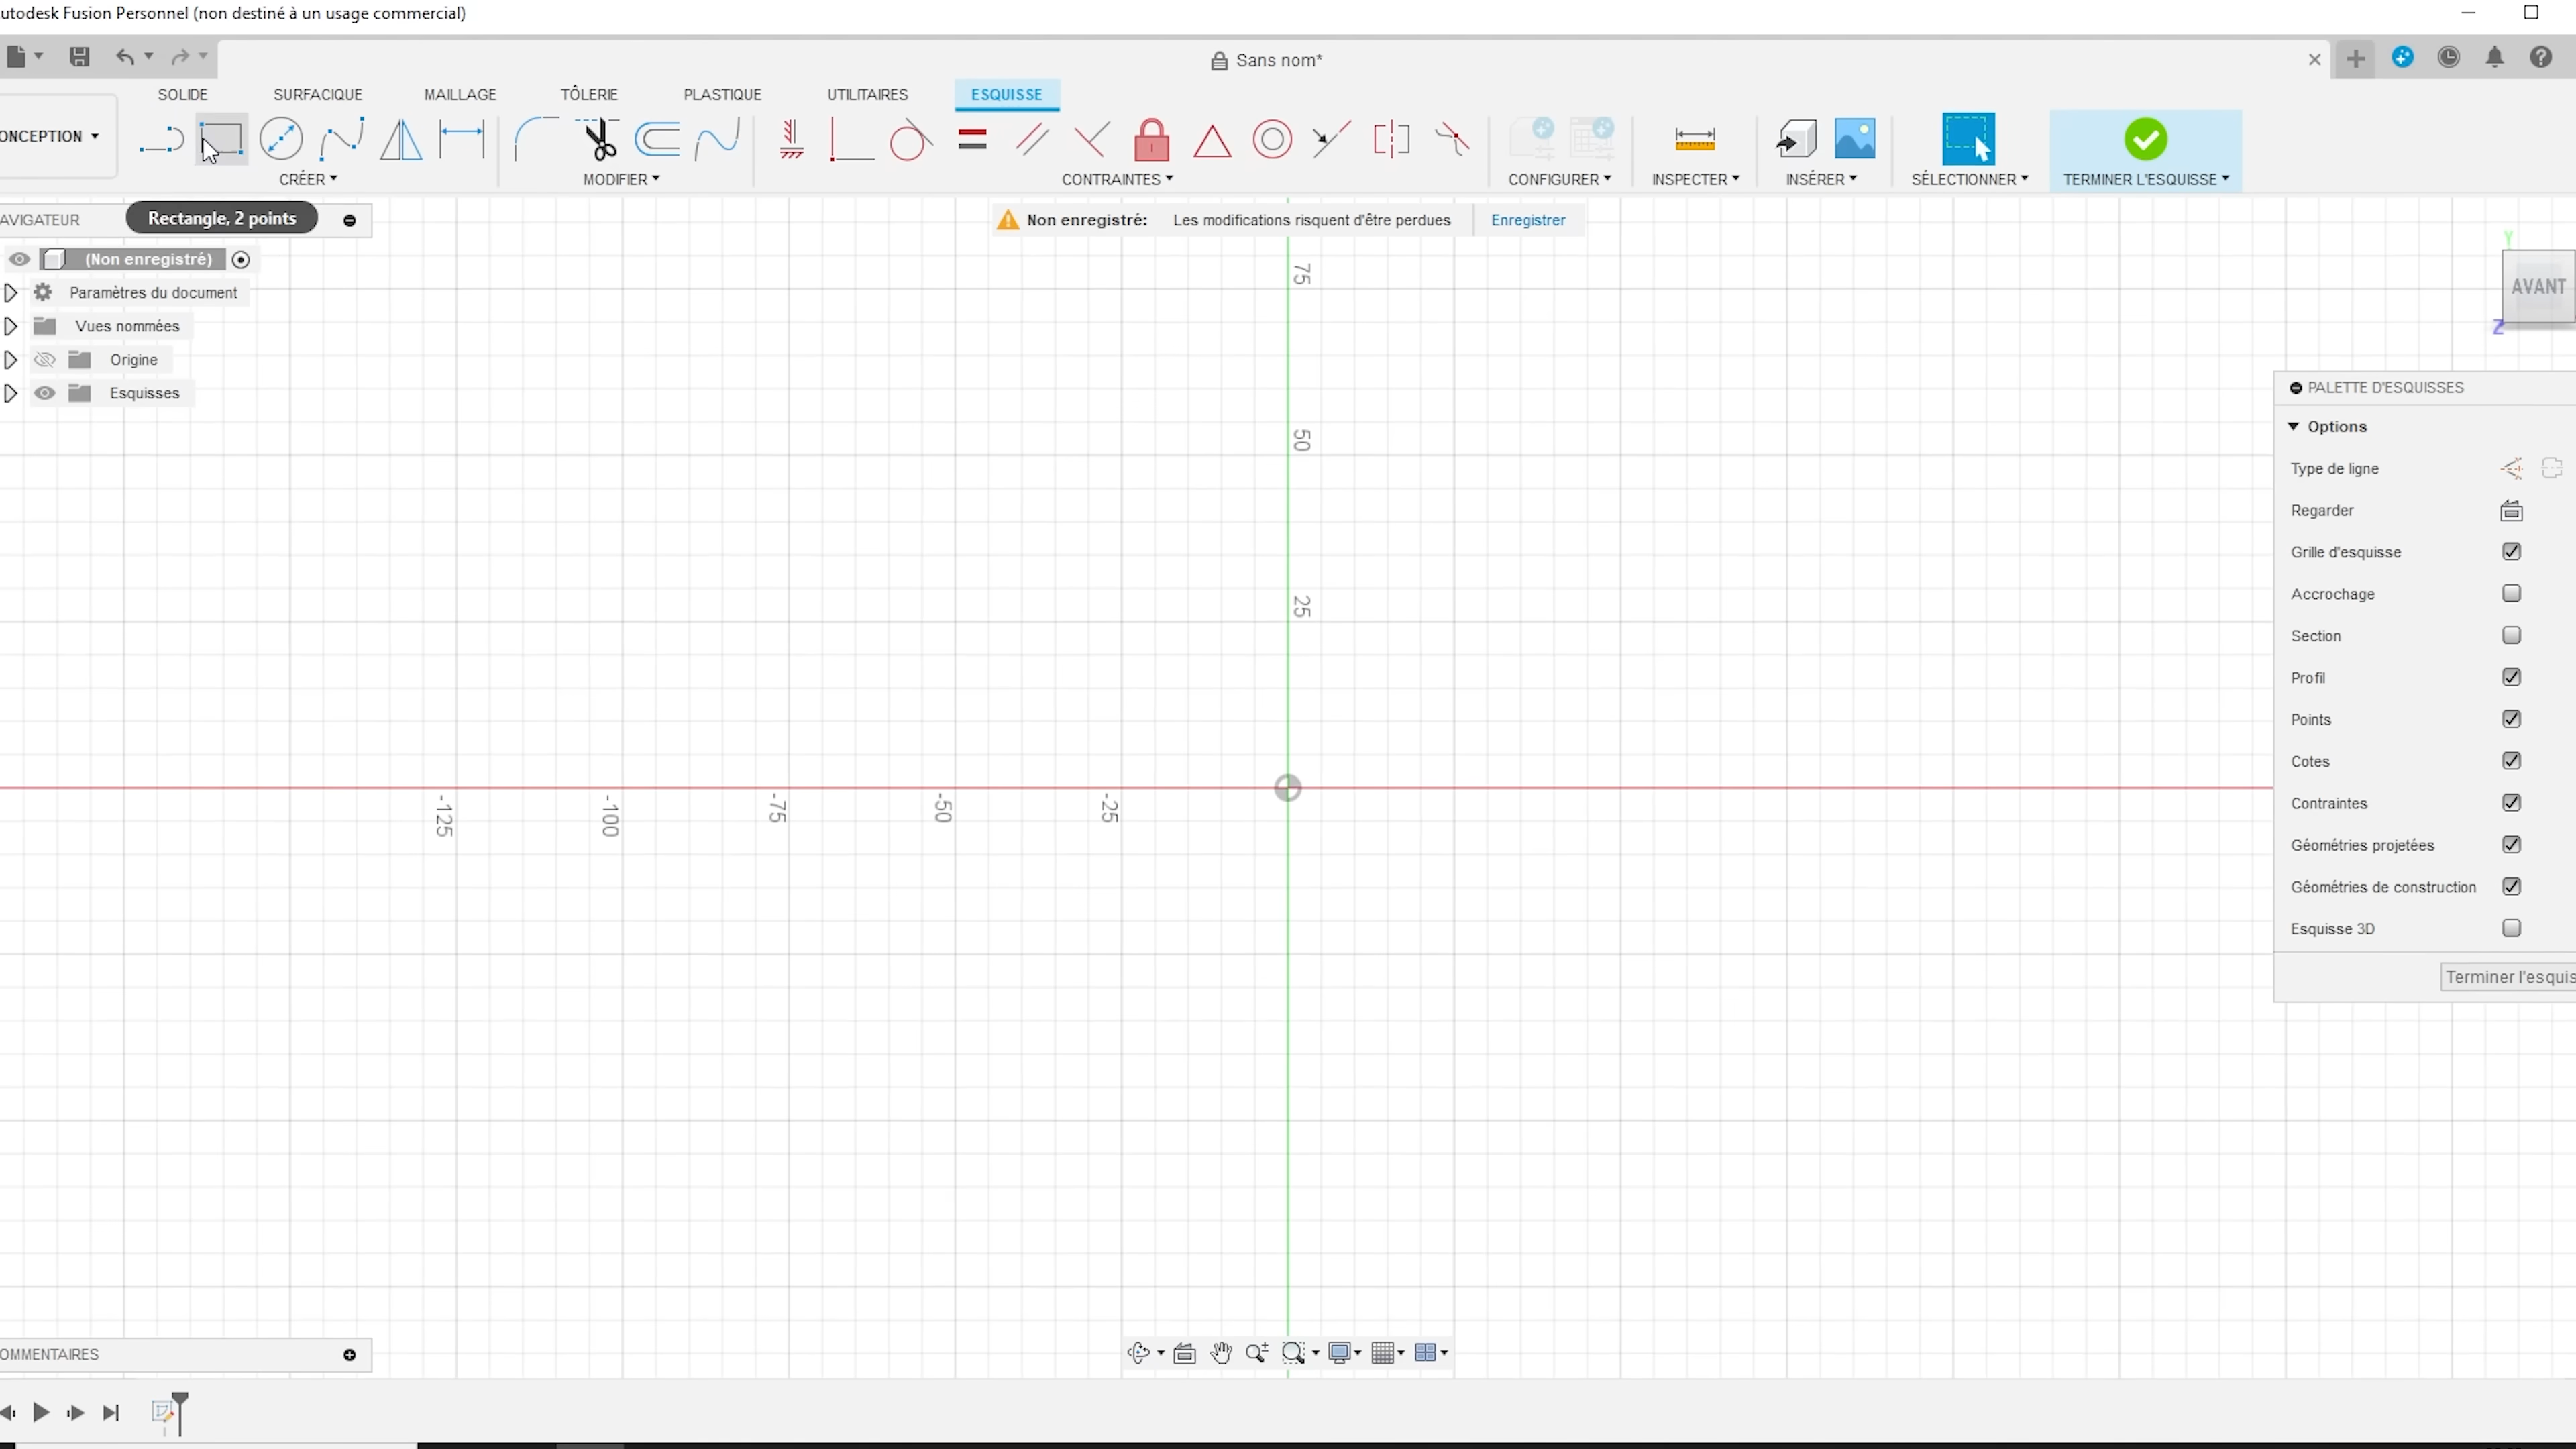 utodesk Fusion Personnel (non destiné à un usage commercial)
Sans nom*
SOLIDE SURFACIQUE MAILLAGE TÔLERIE PLASTIQUE UTILITAIRES ESQUISSE
ONCEPTION
CRÉER MODIFIER CONTRAINTES CONFIGURER INSPECTER INSÉRER SÉLECTIONNER TERMINER L'ESQUISSE
AVIGATEUR
Rectangle, 2 points
Non enregistré: Les modifications risquent d'être perdues Enregistrer
(Non enregistré)
Paramètres du document
Vues nommées
Origine
Esquisses
75
50
25
-125
-100
-75
-50
-25
Y
AVANT
Z
PALETTE D'ESQUISSES
Options
Type de ligne
Regarder
Grille d'esquisse
Accrochage
Section
Profil
Points
Cotes
Contraintes
Géométries projetées
Géométries de construction
Esquisse 3D
Terminer l'esquis
OMMENTAIRES